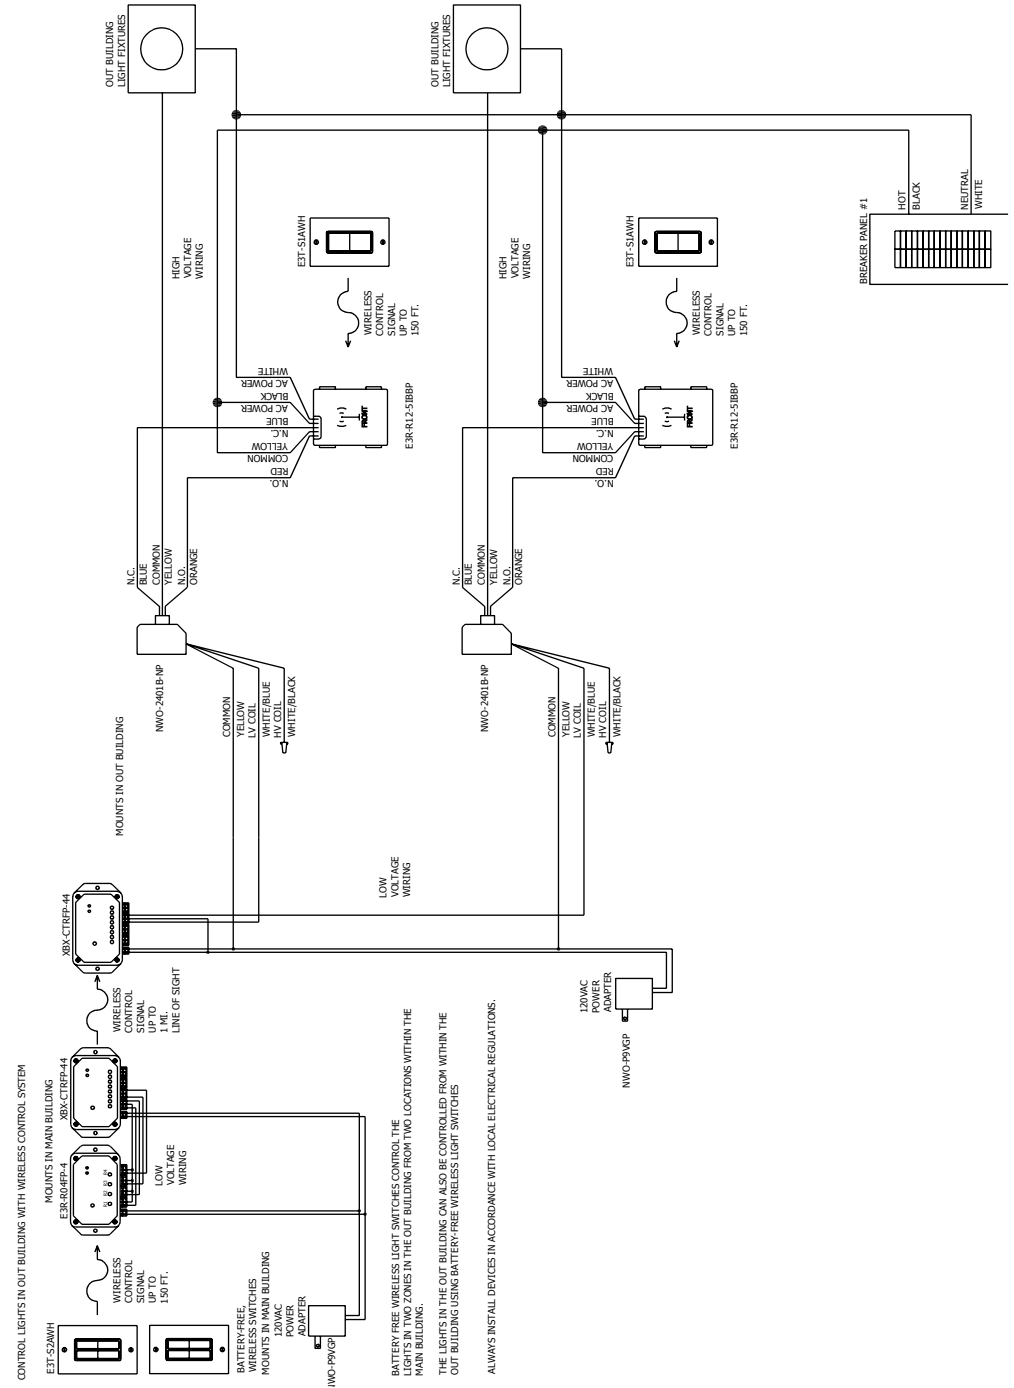 CONTROL LIGHTS IN OUT BUILDING WITH WIRELESS CONTROL SYSTEM
E3T-S2AWH
WIRELESS
CONTROL
SIGNAL
UP TO
150 FT.
BATTERY-FREE,
WIRELESS SWITCHES
MOUNTS IN MAIN BUILDING
120VAC
POWER
ADAPTER
NWO-P9VGP
MOUNTS IN MAIN BUILDING
E3R-R04FP-4
XBX-CTRFP-44
LOW
VOLTAGE
WIRING
WIRELESS
CONTROL
SIGNAL
UP TO
1 MI.
LINE OF SIGHT
XBX-CTRFP-44
MOUNTS IN OUT BUILDING
LOW
VOLTAGE
WIRING
120VAC
POWER
ADAPTER
NWO-P9VGP
NWO-2401B-NP
COMMON
YELLOW
LV COIL
WHITE/BLUE
HV COIL
WHITE/BLACK
N.C.
BLUE
COMMON
YELLOW
N.O.
ORANGE
HIGH
VOLTAGE
WIRING
WHITE
AC POWER
BLACK
AC POWER
BLUE
N.C.
YELLOW
COMMON
RED
N.O.
FRONT
E3R-R12-5IBBP
WIRELESS
CONTROL
SIGNAL
UP TO
150 FT.
E3T-S1AWH
OUT BUILDING
LIGHT FIXTURES
NWO-2401B-NP
COMMON
YELLOW
LV COIL
WHITE/BLUE
HV COIL
WHITE/BLACK
N.C.
BLUE
COMMON
YELLOW
N.O.
ORANGE
HIGH
VOLTAGE
WIRING
WHITE
AC POWER
BLACK
AC POWER
BLUE
N.C.
YELLOW
COMMON
RED
N.O.
FRONT
E3R-R12-5IBBP
WIRELESS
CONTROL
SIGNAL
UP TO
150 FT.
E3T-S1AWH
OUT BUILDING
LIGHT FIXTURES
BREAKER PANEL #1
HOT
BLACK
NEUTRAL
WHITE
BATTERY FREE WIRELESS LIGHT SWITCHES CONTROL THE
LIGHTS IN TWO ZONES IN THE OUT BUILDING FROM TWO LOCATIONS WITHIN THE
MAIN BUILDING.
THE LIGHTS IN THE OUT BUILDING CAN ALSO BE CONTROLLED FROM WITHIN THE
OUT BUILDING USING BATTERY-FREE WIRELESS LIGHT SWITCHES
ALWAYS INSTALL DEVICES IN ACCORDANCE WITH LOCAL ELECTRICAL REGULATIONS.